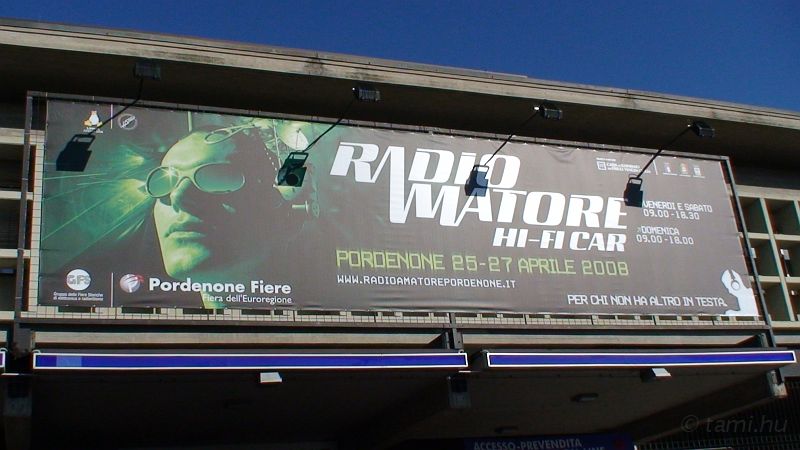 RADIO
MATORE
HI-FI CAR
PORDENONE 25-27 APRILE 2008
WWW.RADIOAMATOREPORDENONE.IT
VENERDI E SABATO
09.00 - 18.30
>DOMENICA
09.00 - 18.00
PER CHI NON HA ALTRO IN TESTA.
GFS
Pordenone Fiere
Fiera dell'Euroregione
ACCESSO-PREVENDITA
© tami.hu